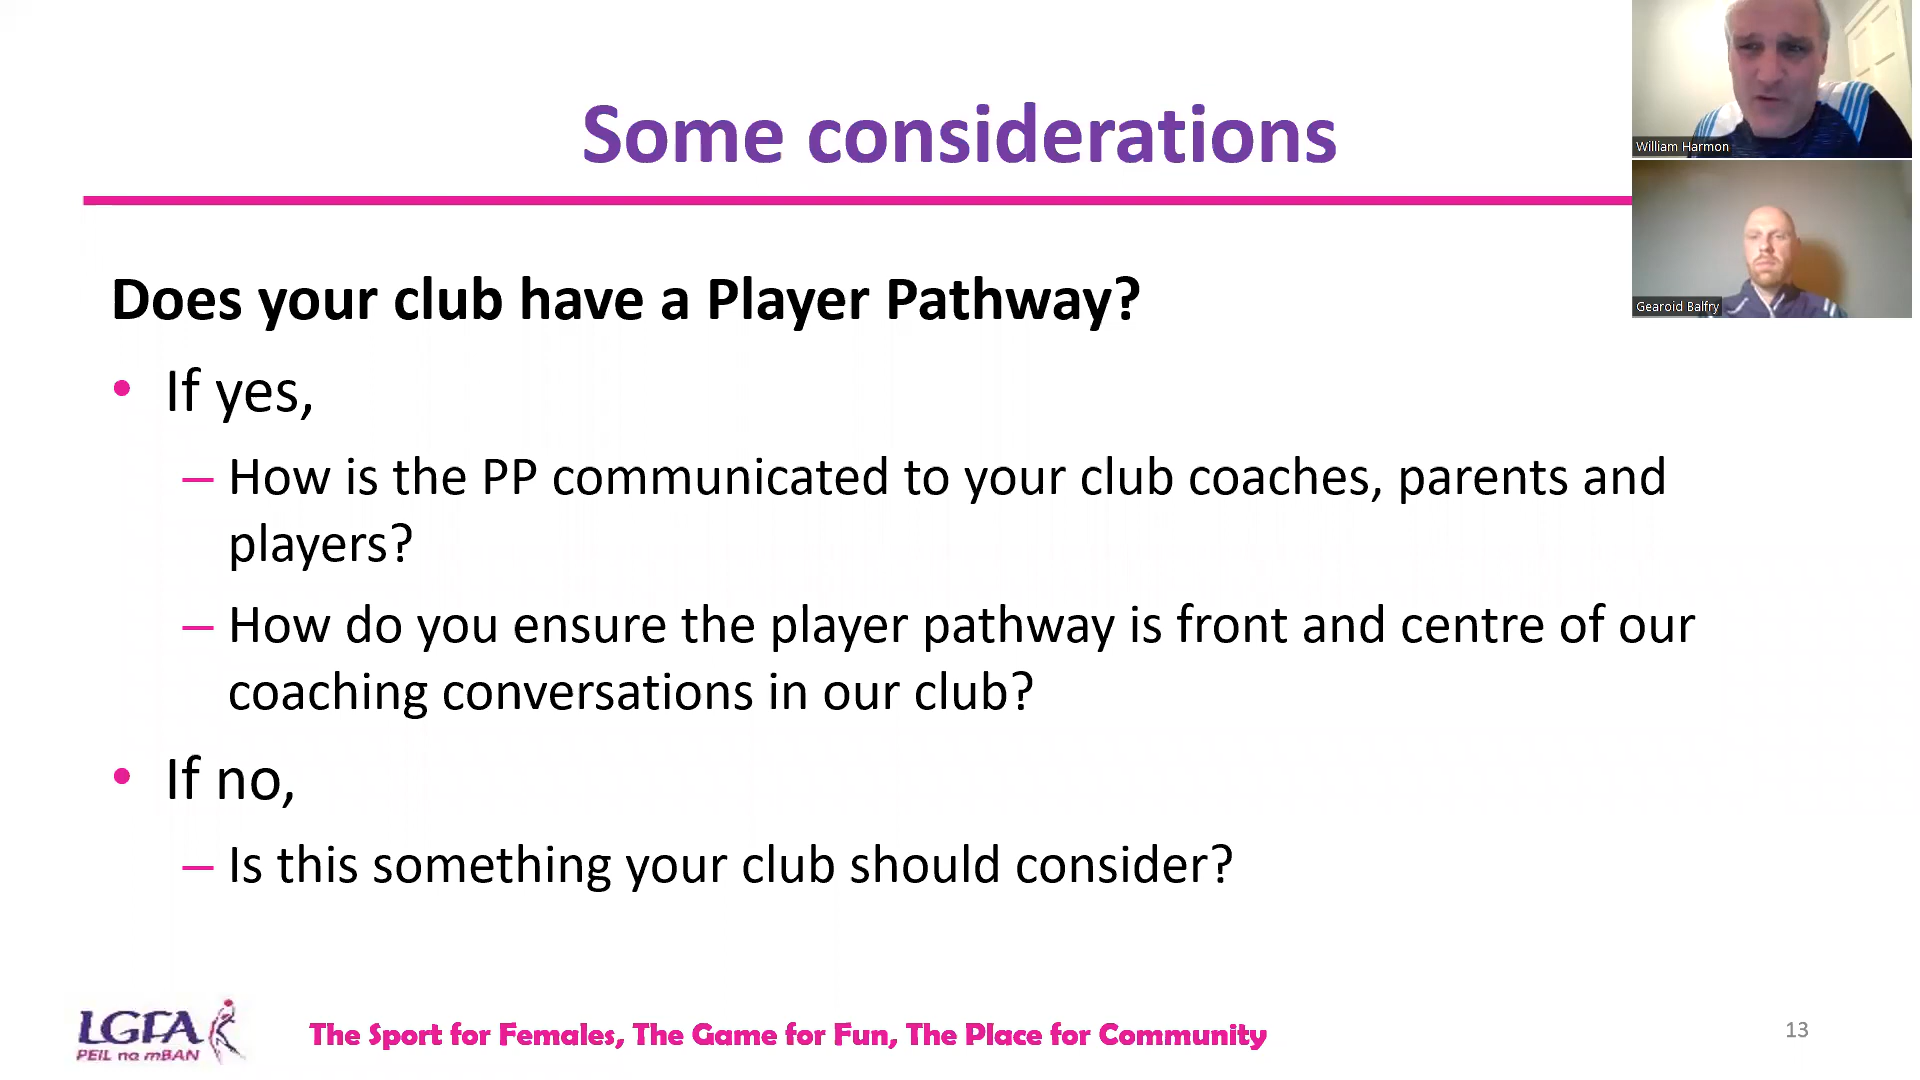 Some considerations
William Harmon
Gearoid Balfry
Does your club have a Player Pathway?
• If yes,
– How is the PP communicated to your club coaches, parents and
players?
– How do you ensure the player pathway is front and centre of our
coaching conversations in our club?
• If no,
– Is this something your club should consider?
LGFA
PEIL na mBAN
The Sport for Females, The Game for Fun, The Place for Community
13